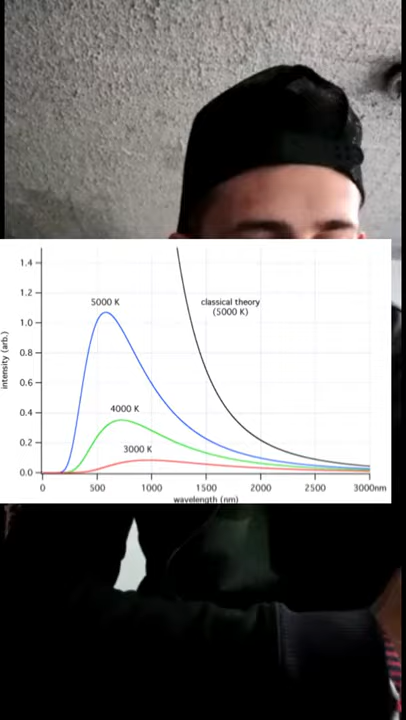 1.4
1.2
5000 K
classical theory
(5000 K)
1.0
intensity (arb.)
0.8
0.6
4000 K
0.4
3000 K
0.2
0.0
0 500 1000 1500 2000 2500 3000nm
wavelength (nm)